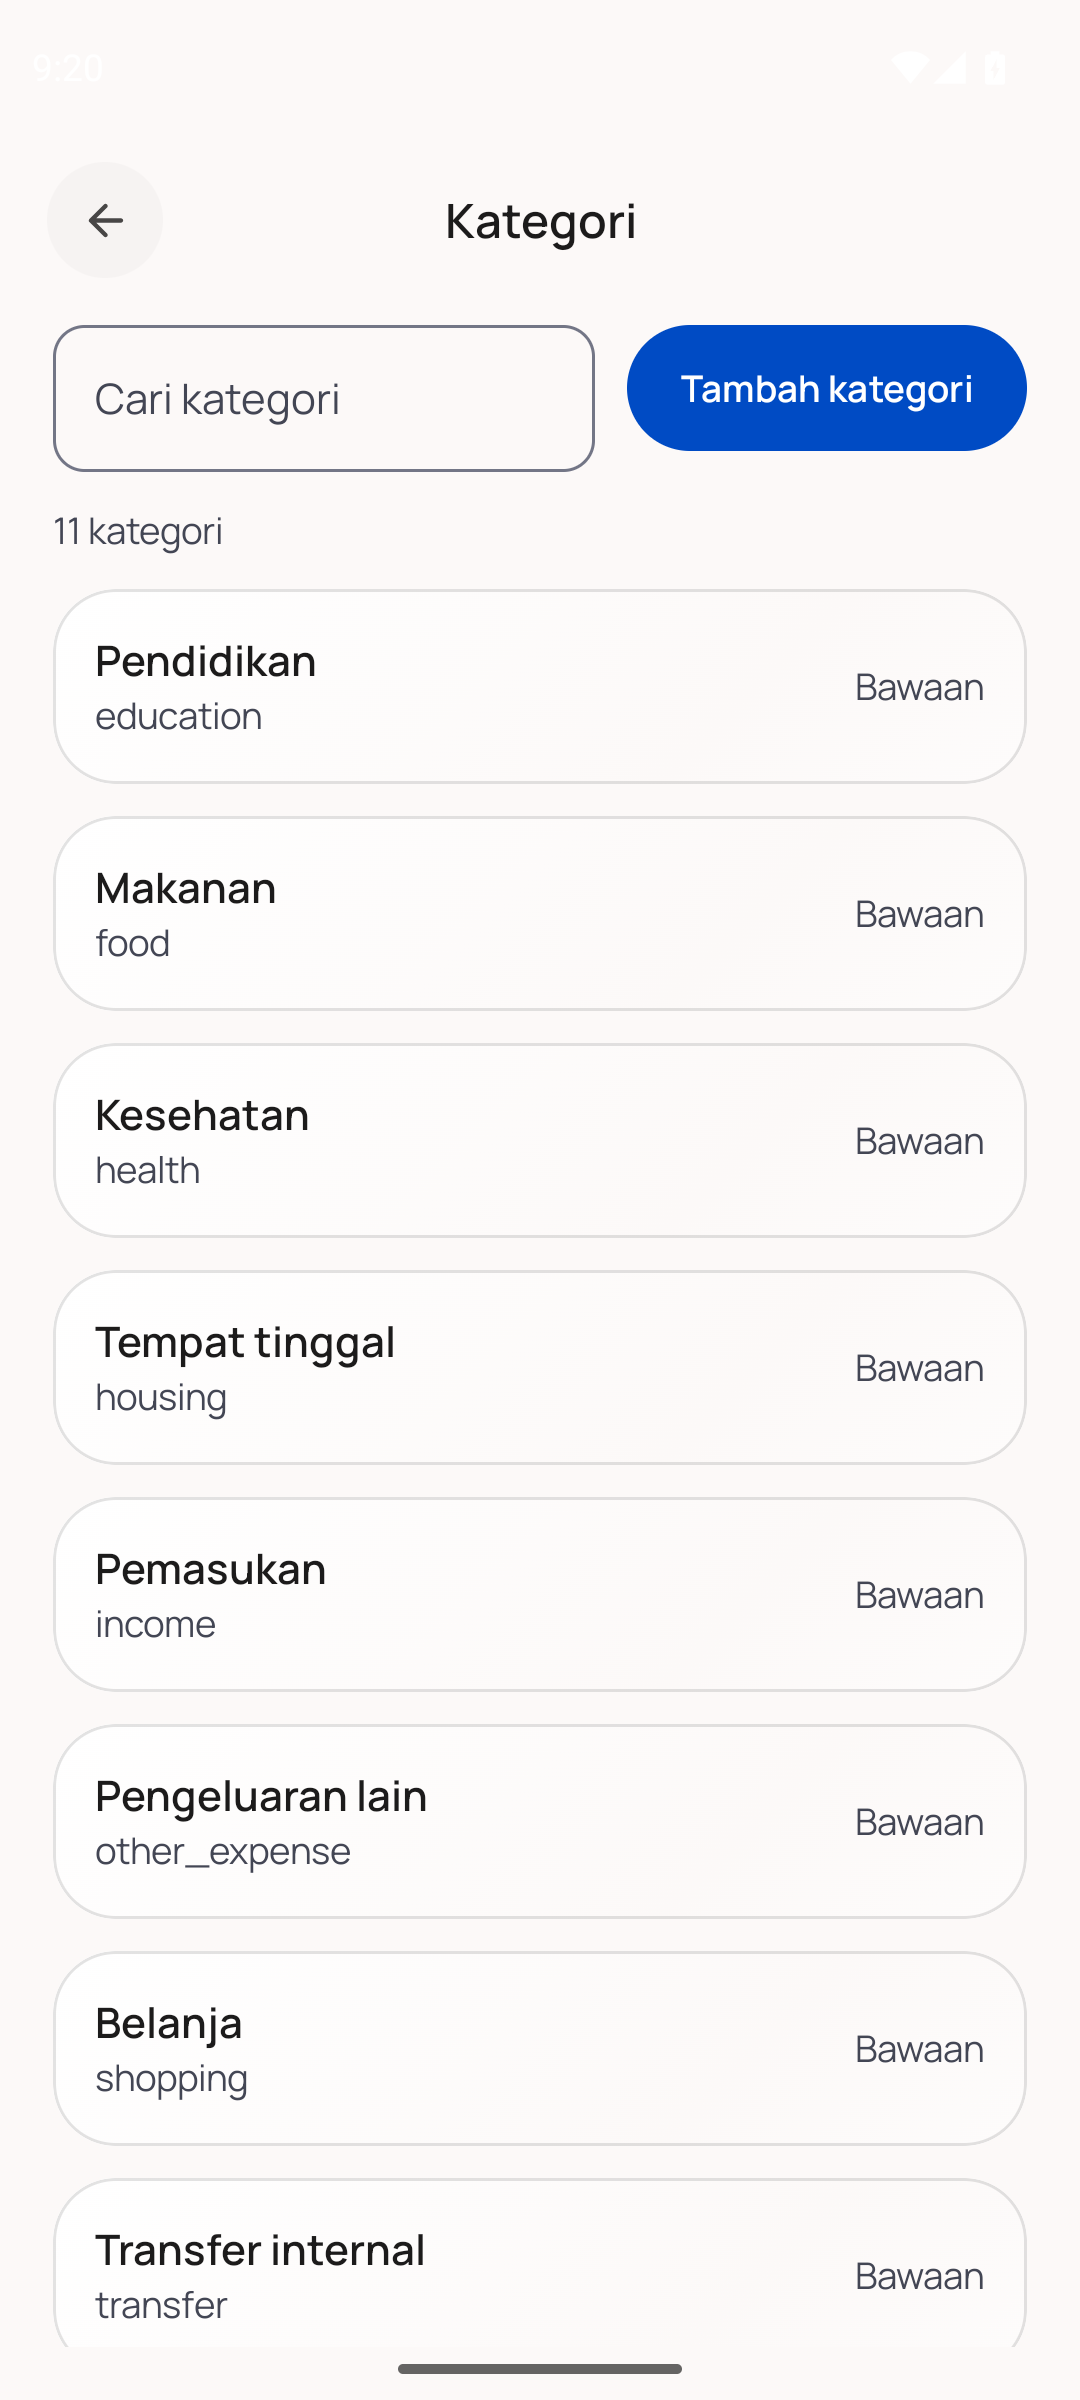 9:20
Kategori
Cari kategori
Tambah kategori
11 kategori
Pendidikan
education
Bawaan
Makanan
food
Bawaan
Kesehatan
health
Bawaan
Tempat tinggal
housing
Bawaan
Pemasukan
income
Bawaan
Pengeluaran lain
other_expense
Bawaan
Belanja
shopping
Bawaan
Transfer internal
transfer
Bawaan